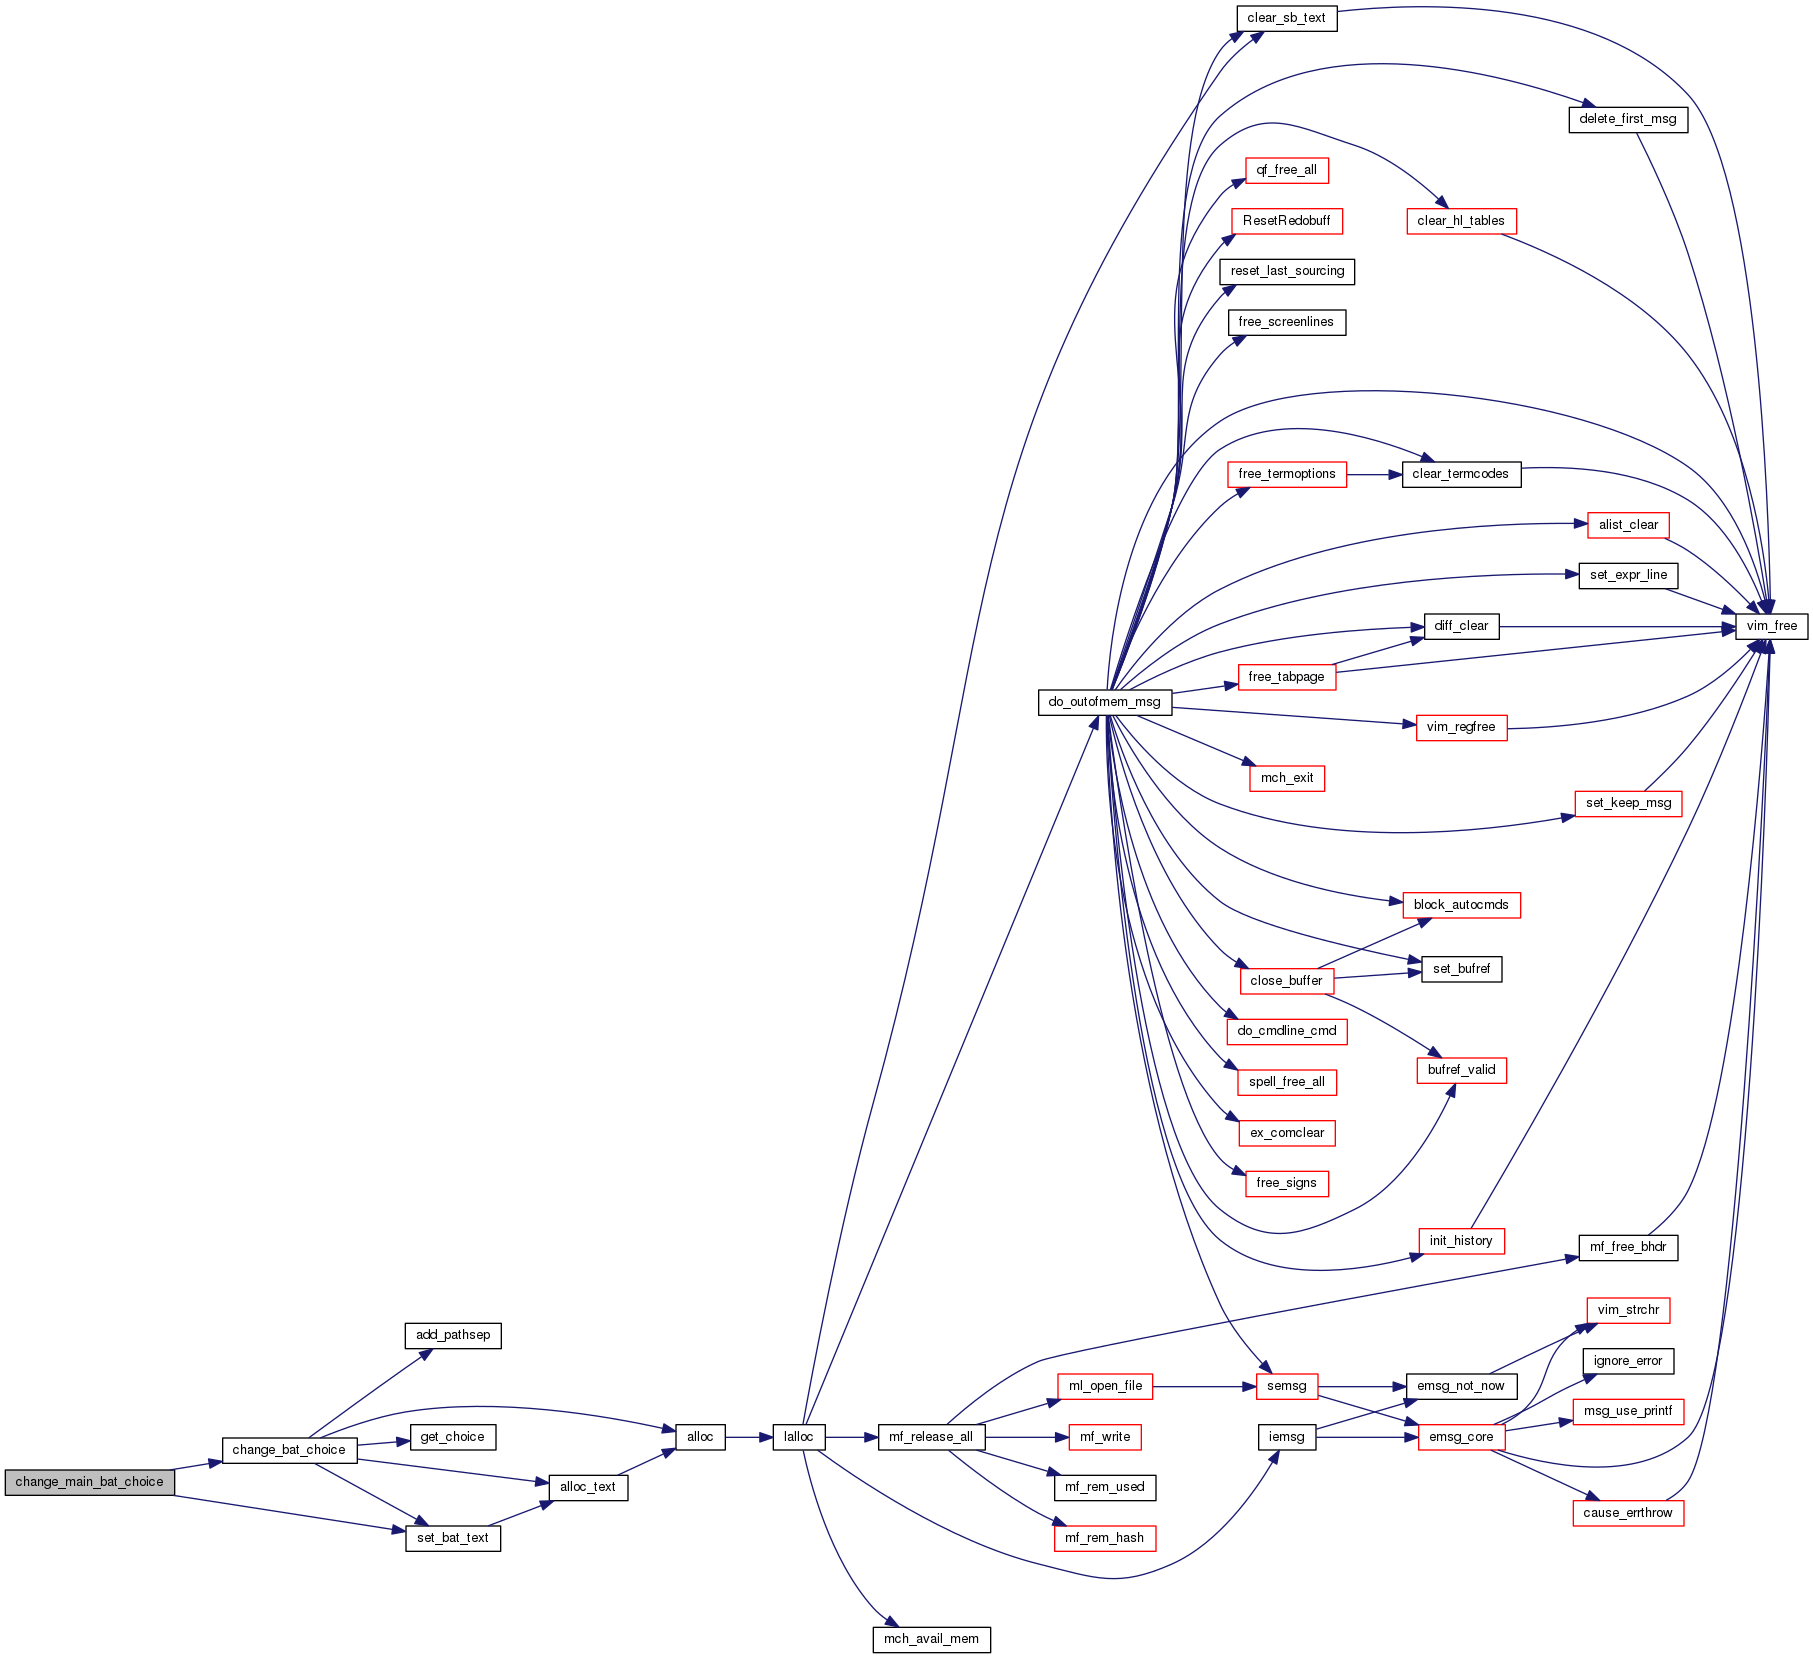 clear_sb_text
delete_first_msg
qf_free_all
ResetRedobuff
clear_hl_tables
reset_last_sourcing
free_screenlines
free_termoptions
clear_termcodes
alist_clear
set_expr_line
diff_clear
vim_free
free_tabpage
do_outofmem_msg
vim_regfree
mch_exit
set_keep_msg
block_autocmds
set_bufref
close_buffer
do_cmdline_cmd
bufref_valid
spell_free_all
ex_comclear
free_signs
init_history
mf_free_bhdr
vim_strchr
add_pathsep
ignore_error
ml_open_file
semsg
emsg_not_now
msg_use_printf
change_bat_choice
get_choice
alloc
lalloc
mf_release_all
mf_write
iemsg
emsg_core
change_main_bat_choice
alloc_text
mf_rem_used
cause_errthrow
set_bat_text
mf_rem_hash
mch_avail_mem